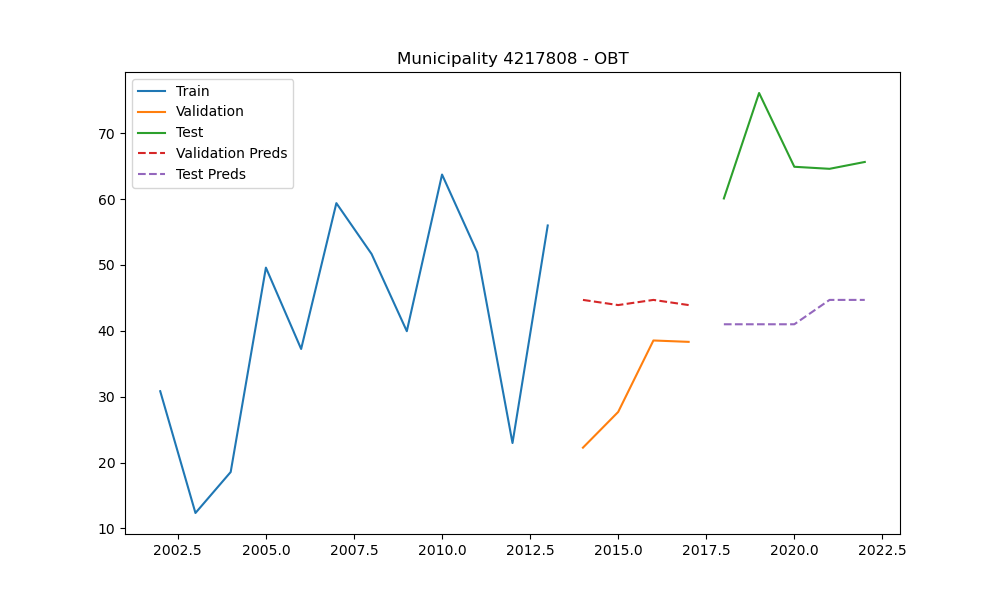 Municipality 4217808 - OBT
Train
Validation
Test
Validation Preds
Test Preds
70
60
50
40
30
20
10
2002.5 2005.0 2007.5 2010.0 2012.5 2015.0 2017.5 2020.0 2022.5